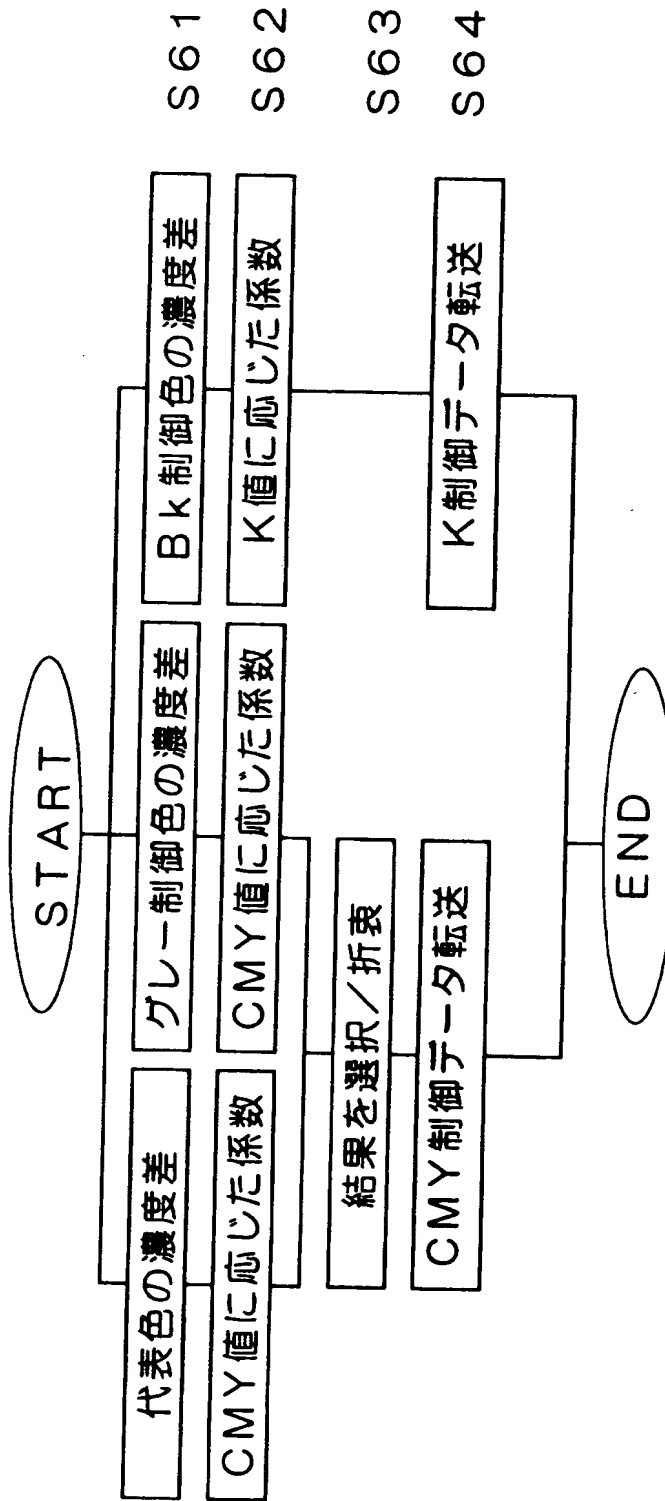 START
代表色の濃度差
グレー制御色の濃度差
Bk制御色の濃度差
S61
CMY値に応じた係数
CMY値に応じた係数
K値に応じた係数
S62
結果を選択／折衷
S63
CMY制御データ転送
K制御データ転送
S64
END